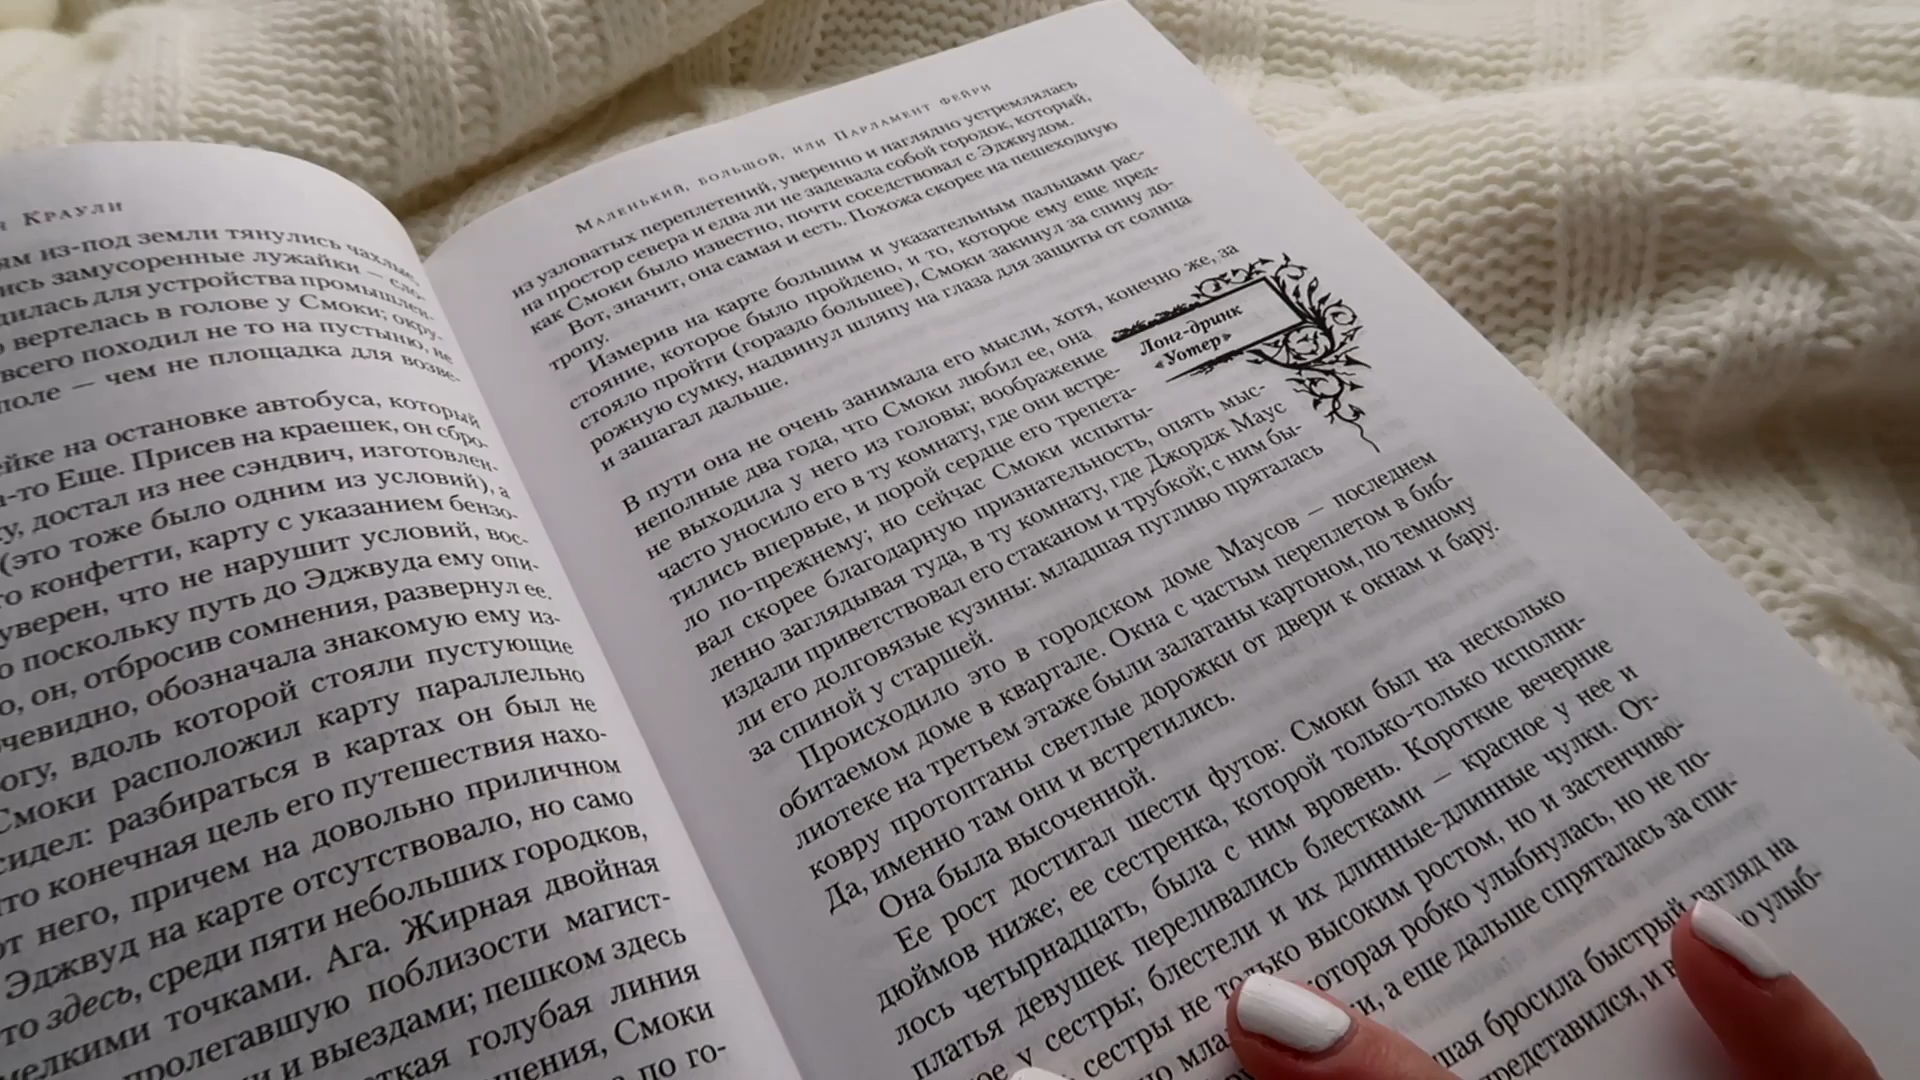 Краули
из-под земли тянулись чахлые
замусоренные лужайки —
для устройства промышлен-
вертелась в голове у Смоки; окру-
всего походил не то на пустыню, не
поле — чем не площадка для возве-
на остановке автобуса, который
Еще. Присев на краешек, он сбро-
достал из нее сэндвич, изготовлен-
(это тоже было одним из условий), а
конфетти, карту с указанием бензо-
уверен, что не нарушит условий, вос-
поскольку путь до Эджвуда ему опи-
он, отбросив сомнения, развернул ее.
обозначала знакомую ему из-
вдоль которой стояли пустующие
Смоки расположил карту параллельно
разбираться в картах он был не
конечная цель его путешествия нахо-
от него, причем на довольно приличном
Эджвуд на карте отсутствовало, но само
здесь, среди пяти небольших городков,
мелкими точками. Ага. Жирная двойная
пролегавшую поблизости магист-
и выездами; пешком здесь
голубая линия
Смоки
по го-
Маленький, большой, или Парламент фейри
из узловатых переплетений, уверенно и наглядно устремлялась
на простор севера и едва ли не задевала собой городок, который,
как Смоки было известно, почти соседствовал с Эджвудом.
Вот, значит, она самая и есть. Похожа скорее на пешеходную
тропу.
Измерив на карте большим и указательным пальцами рас-
стояние, которое было пройдено, и то, которое ему еще пред-
стояло пройти (гораздо большее), Смоки закинул за спину до-
рожную сумку, надвинул шляпу на глаза для защиты от солнца
и зашагал дальше.
Лонг-дринк
«Уотер»
В пути она не очень занимала его мысли, хотя, конечно же, за
неполные два года, что Смоки любил ее, она
не выходила у него из головы; воображение
часто уносило его в ту комнату, где они встре-
тились впервые, и порой сердце его трепета-
ло по-прежнему; но сейчас Смоки испыты-
вал скорее благодарную признательность, опять мыс-
ленно заглядывая туда, в ту комнату, где Джордж Маус
издали приветствовал его стаканом и трубкой; с ним бы-
ли его долговязые кузины: младшая пугливо пряталась
за спиной у старшей.
Происходило это в городском доме Маусов — последнем
обитаемом доме в квартале. Окна с частым переплетом в биб-
лиотеке на третьем этаже были залатаны картоном, по темному
ковру протоптаны светлые дорожки от двери к окнам и бару.
Да, именно там они и встретились.
Она была высоченной.
Ее рост достигал шести футов: Смоки был на несколько
дюймов ниже; ее сестренка, которой только-только исполни-
лось четырнадцать, была с ним вровень. Короткие вечерние
платья девушек переливались блестками — красное у нее и
у сестры; блестели и их длинные-длинные чулки. От-
сестры не только высоким ростом, но и застенчиво-
которая робко улыбнулась, но не по-
а еще дальше спряталась за спи-
бросила быстрый взгляд на
представился, и улыб-